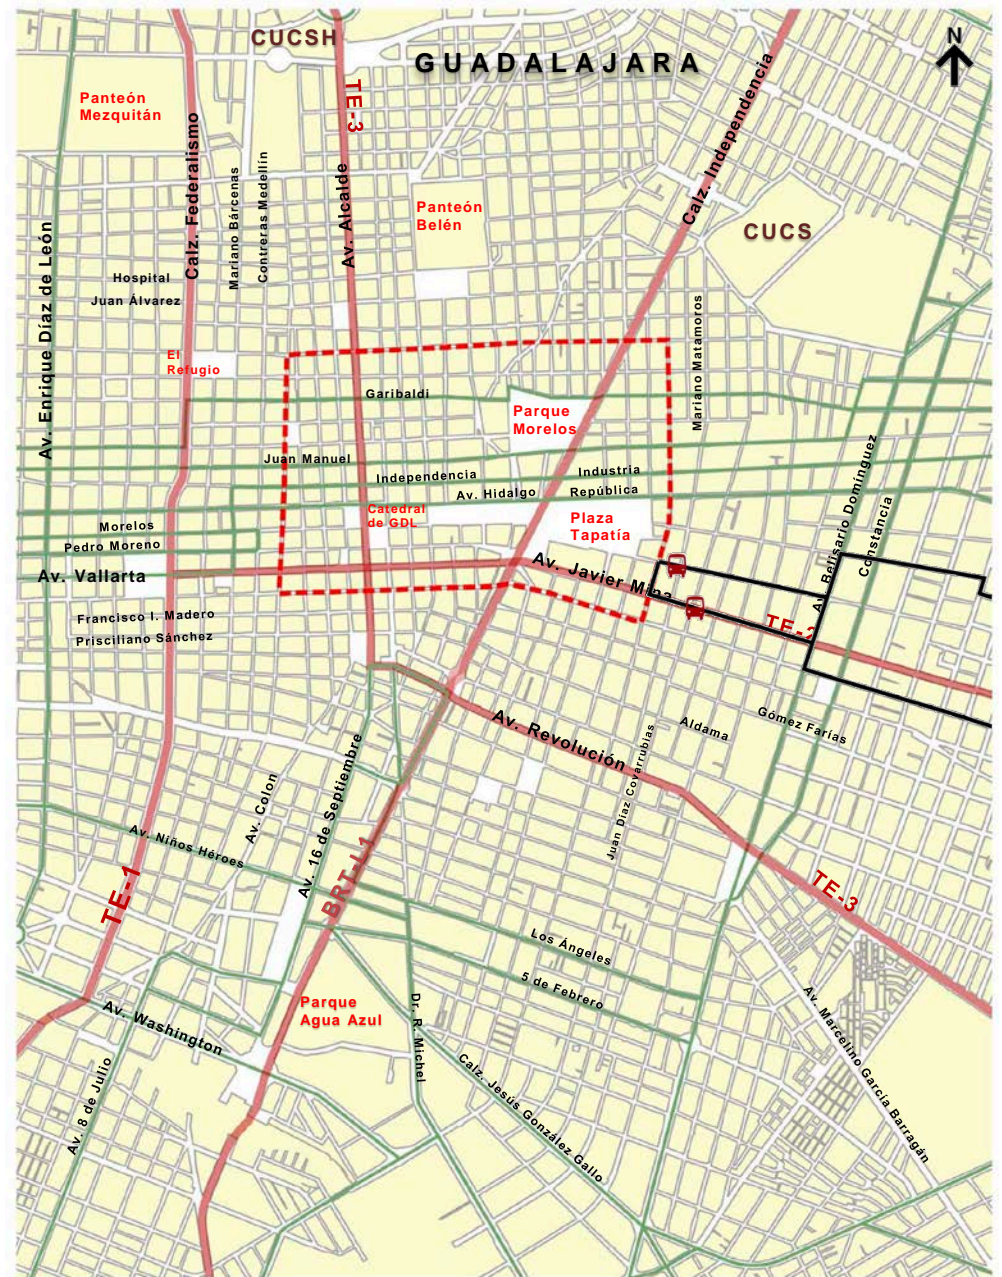 CUCSH
GUADALAJARA
N
Panteón
Mezquitán
TE-3
Calz. Federalismo
Mariano Bárcenas
Contreras Medellín
Av. Alcalde
Panteón
Belén
Calz. Independencia
CUCS
Av. Enrique Díaz de León
Hospital
Juan Álvarez
El
Refugio
Mariano Matamoros
Garibaldi
Parque
Morelos
Juan Manuel
Independencia
Industria
Av. Hidalgo
República
Catedral
de GDL
Plaza
Tapatía
Av. Belisario Domínguez
Constancia
Morelos
Pedro Moreno
Av. Vallarta
Av. Javier Mina
Francisco I. Madero
Prisciliano Sánchez
TE-2
Av. Revolución
Aldama
Gómez Farías
Juan Díaz Covarrubias
Av. Colon
Av. 16 de Septiembre
Av. Niños Héroes
BRT-L1
TE-1
TE-3
Los Ángeles
5 de Febrero
Parque
Agua Azul
Dr. R. Michel
Av. Washington
Av. Marcelino García Barragán
Calz. Jesús González Gallo
Av. 8 de Julio